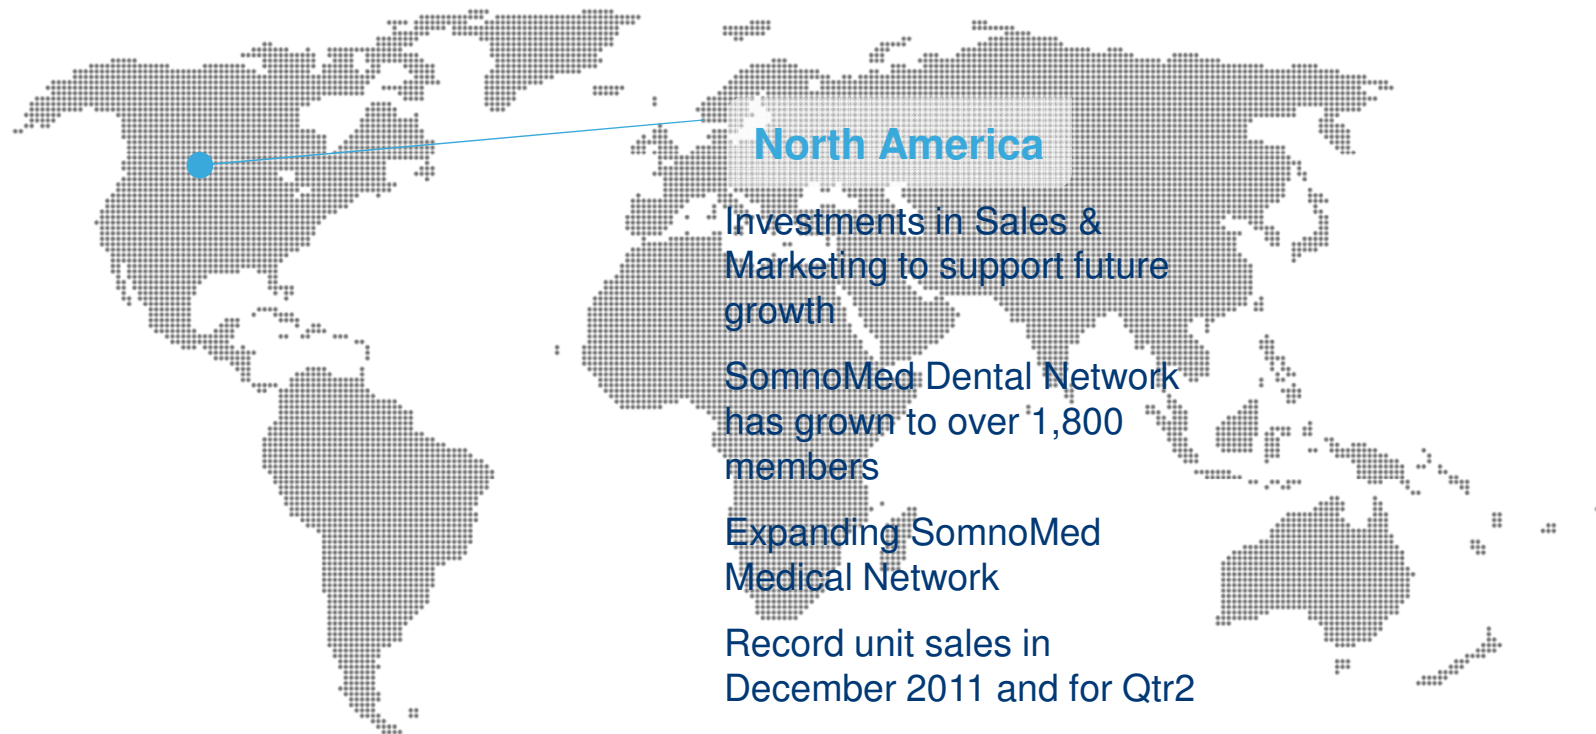 North America
Investments in Sales &
Marketing to support future
growth
SomnoMed Dental Network
has grown to over 1,800
members
Expanding SomnoMed
Medical Network
Record unit sales in
December 2011 and for Qtr2